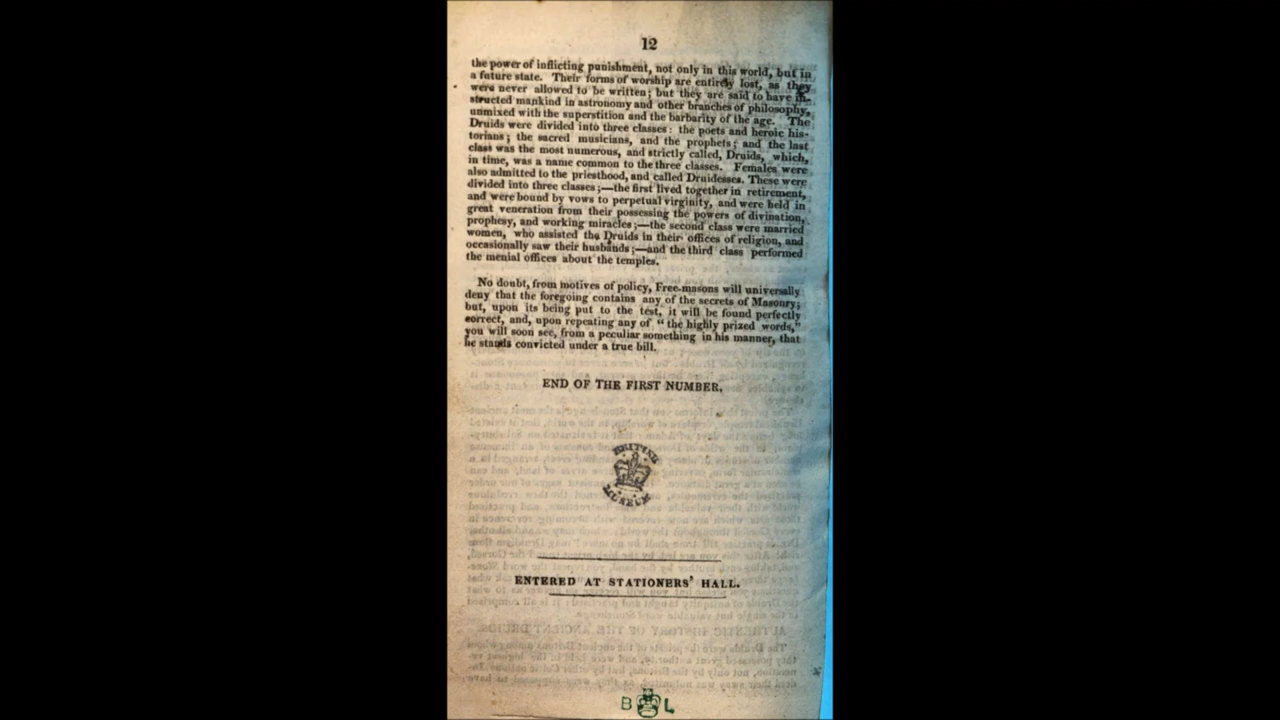 12
the power of inflicting punishment, not only in this world, but in
a future state. Their forms of worship are entirely lost, as they
were never allowed to be written; but they are said to have in-
structed mankind in astronomy and other branches of philosophy,
unmixed with the superstition and the barbarity of the age. The
Druids were divided into three classes: the poets and heroic his-
torians; the sacred musicians, and the prophets; and the last
class was the most numerous, and strictly called, Druids, which,
in time, was a name common to the three classes. Females were
also admitted to the priesthood, and called Druidesses. These were
divided into three classes;—the first lived together in retirement,
and were bound by vows to perpetual virginity, and were held in
great veneration from their possessing the powers of divination,
prophesy, and working miracles;—the second class were married
women, who assisted the Druids in their offices of religion, and
occasionally saw their husbands;—and the third class performed
the menial offices about the temples.
No doubt, from motives of policy, Free-masons will universally
deny that the foregoing contains any of the secrets of Masonry;
but, upon its being put to the test, it will be found perfectly
correct, and, upon repeating any of "the highly prized words,"
you will soon see, from a peculiar something in his manner, that
he stands convicted under a true bill.
END OF THE FIRST NUMBER.
BRITISH
MUSEUM
ENTERED AT STATIONERS' HALL.
B L